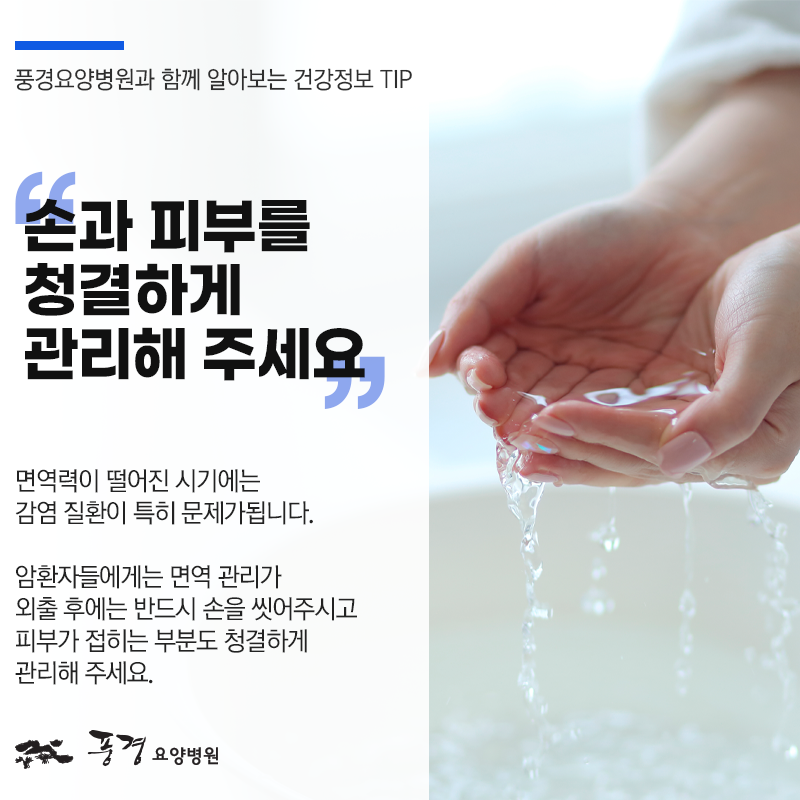 풍경요양병원과 함께 알아보는 건강정보 TIP
“손과 피부를
청결하게
관리해 주세요”
면역력이 떨어진 시기에는
감염 질환이 특히 문제가됩니다.
암환자들에게는 면역 관리가
외출 후에는 반드시 손을 씻어주시고
피부가 접히는 부분도 청결하게
관리해 주세요.
풍경 요양병원